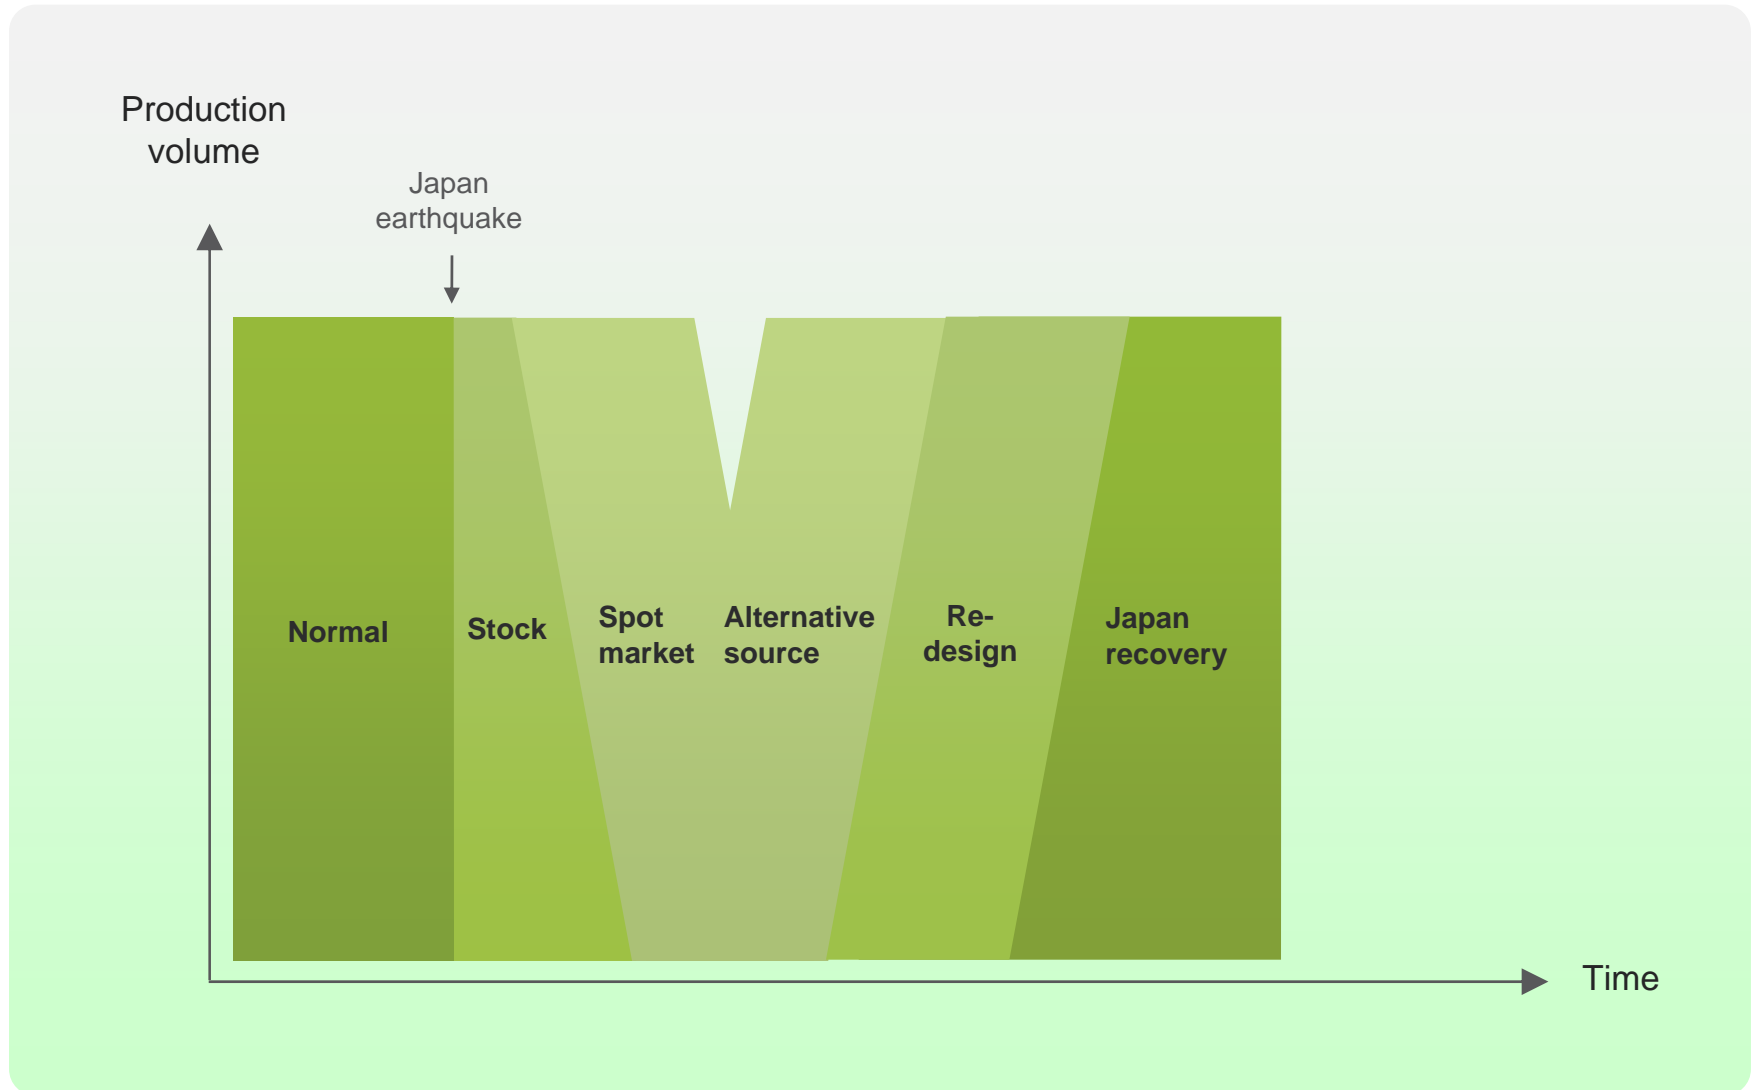 Production
volume
Japan
earthquake
Normal
Stock
Spot
market
Alternative
source
Re-
design
Japan
recovery
Time